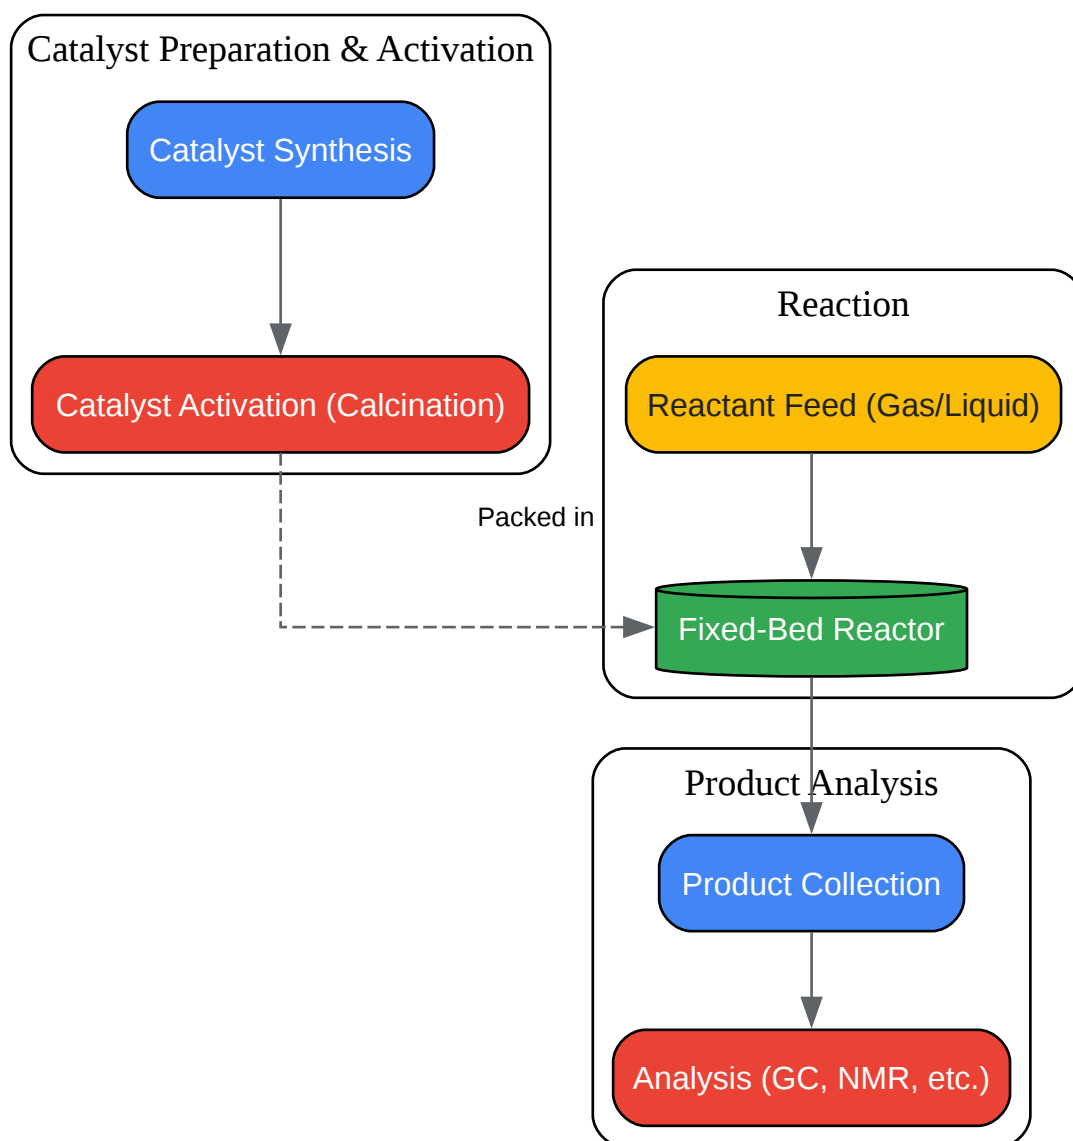 Catalyst Preparation & Activation
Catalyst Synthesis
Catalyst Activation (Calcination)
Packed in
Reaction
Reactant Feed (Gas/Liquid)
Fixed-Bed Reactor
Product Analysis
Product Collection
Analysis (GC, NMR, etc.)